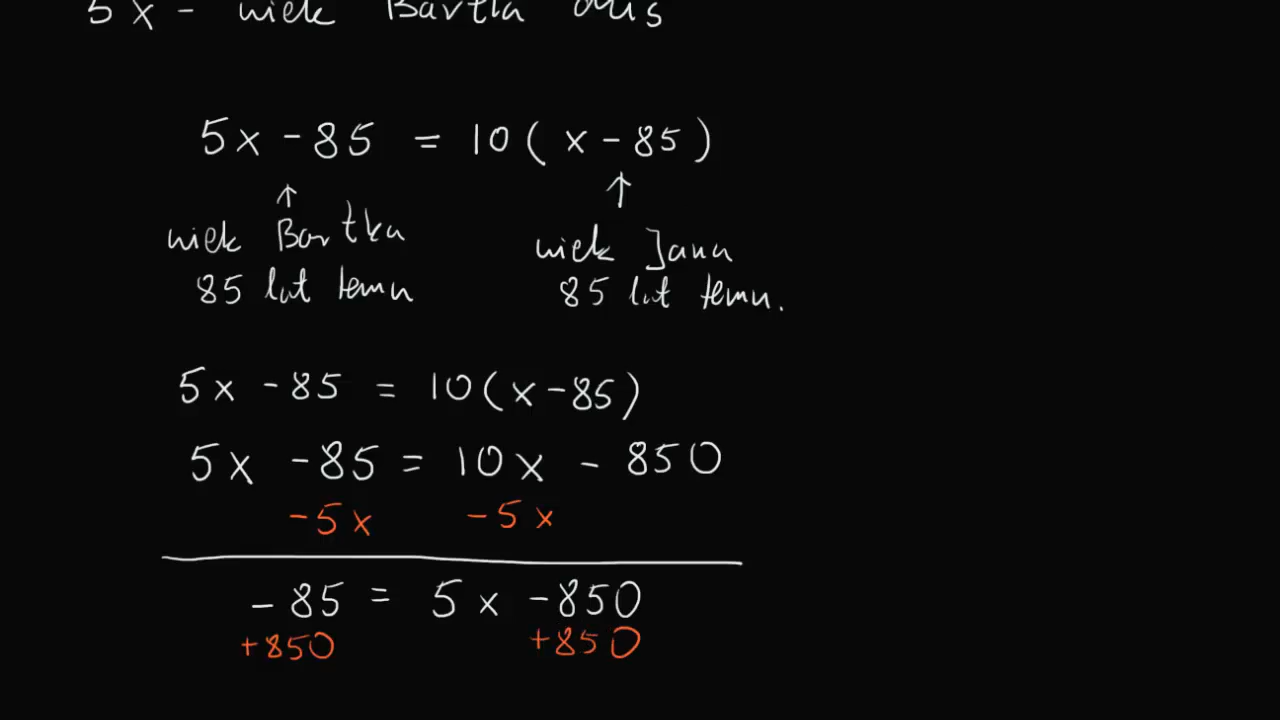 5x - wiek Bartka dziś
5x - 85 = 10(x - 85)
↑ ↑
wiek Bartka wiek Jana
85 lat temu 85 lat temu.
5x - 85 = 10(x - 85)
5x - 85 = 10x - 850
-5x -5x
-85 = 5x - 850
+850 +850